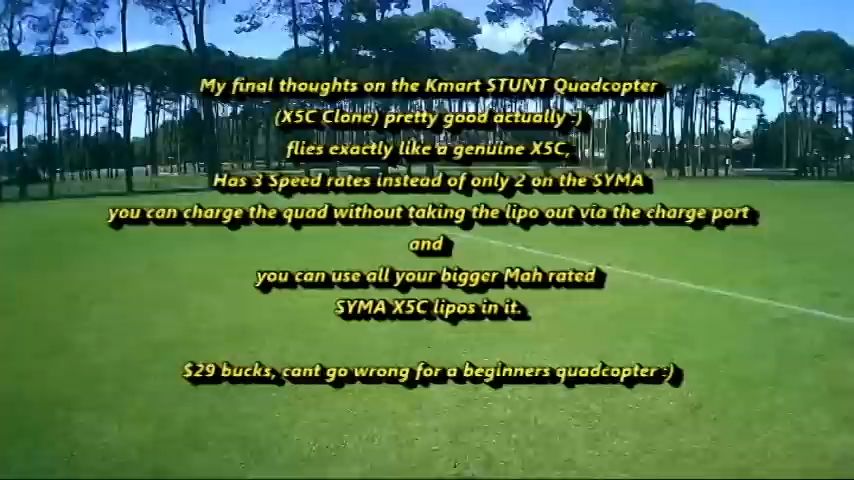 My final thoughts on the Kmart STUNT Quadcopter
(X5C Clone) pretty good actually :)
flies exactly like a genuine X5C,
Has 3 Speed rates instead of only 2 on the SYMA
you can charge the quad without taking the lipo out via the charge port
and
you can use all your bigger Mah rated
SYMA X5C lipos in it.
$29 bucks, cant go wrong for a beginners quadcopter :)